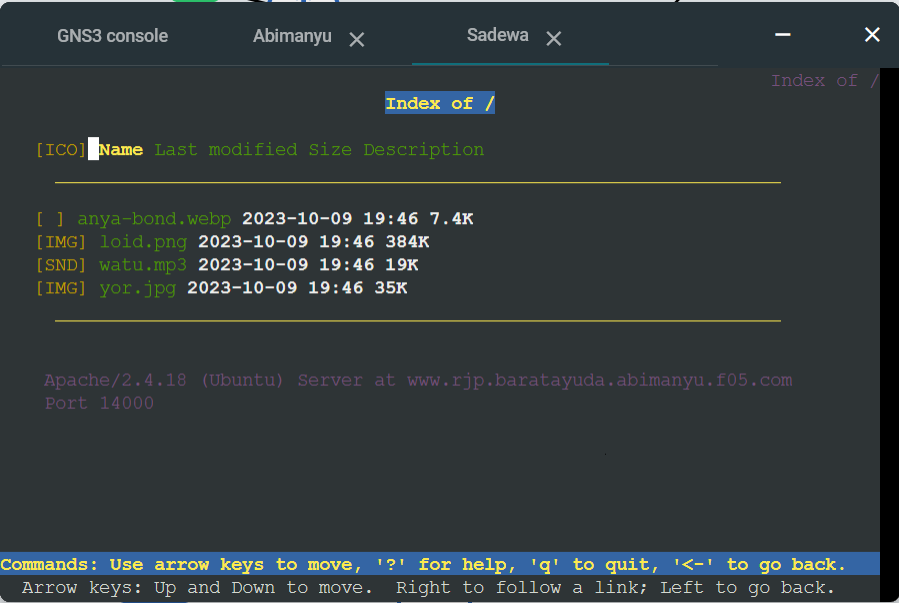 GNS3 console Abimanyu Sadewa
Index of /
Index of /
[ICO] Name Last modified Size Description
[ ] anya-bond.webp 2023-10-09 19:46 7.4K
[IMG] loid.png 2023-10-09 19:46 384K
[SND] watu.mp3 2023-10-09 19:46 19K
[IMG] yor.jpg 2023-10-09 19:46 35K
Apache/2.4.18 (Ubuntu) Server at www.rjp.baratayuda.abimanyu.f05.com
Port 14000
Commands: Use arrow keys to move, '?' for help, 'q' to quit, '<-' to go back.
Arrow keys: Up and Down to move. Right to follow a link; Left to go back.